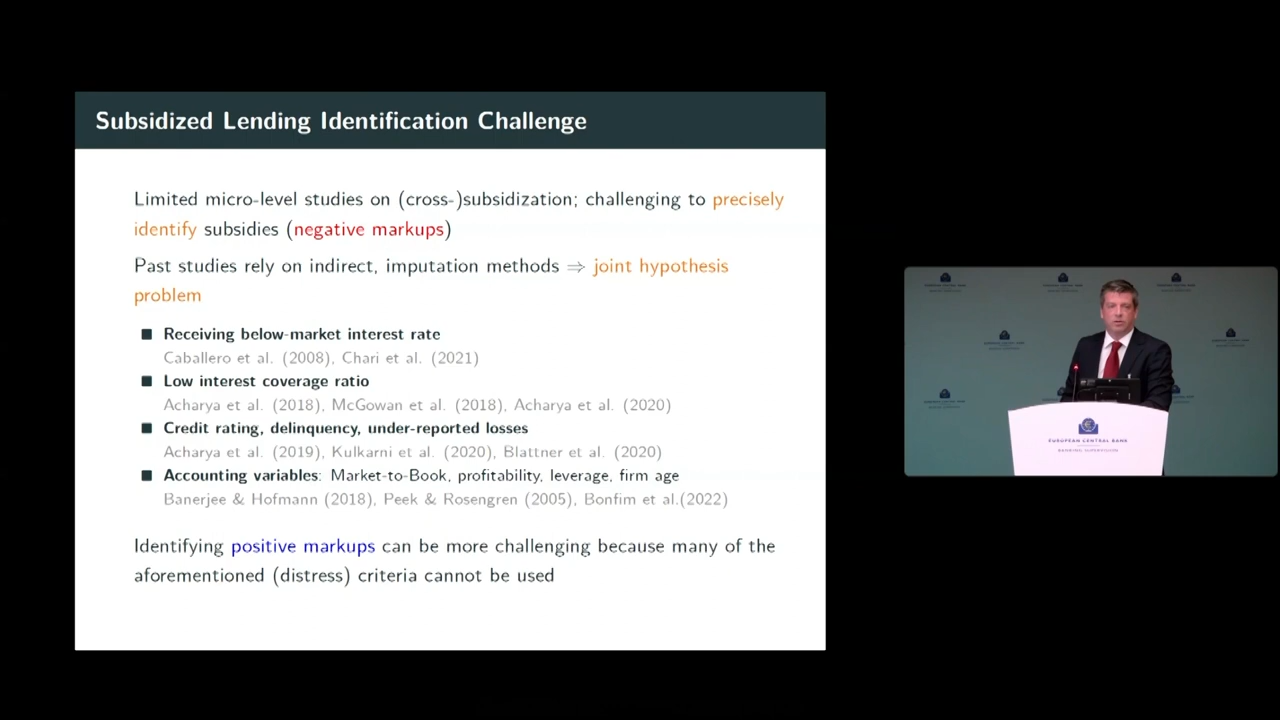 Subsidized Lending Identification Challenge
Limited micro-level studies on (cross-)subsidization; challenging to precisely
identify subsidies (negative markups)
Past studies rely on indirect, imputation methods ⇒ joint hypothesis
problem
■ Receiving below-market interest rate
Caballero et al. (2008), Chari et al. (2021)
■ Low interest coverage ratio
Acharya et al. (2018), McGowan et al. (2018), Acharya et al. (2020)
■ Credit rating, delinquency, under-reported losses
Acharya et al. (2019), Kulkarni et al. (2020), Blattner et al. (2020)
■ Accounting variables: Market-to-Book, profitability, leverage, firm age
Banerjee & Hofmann (2018), Peek & Rosengren (2005), Bonfim et al.(2022)
Identifying positive markups can be more challenging because many of the
aforementioned (distress) criteria cannot be used
EUROPEAN CENTRAL BANK
BANKING SUPERVISION